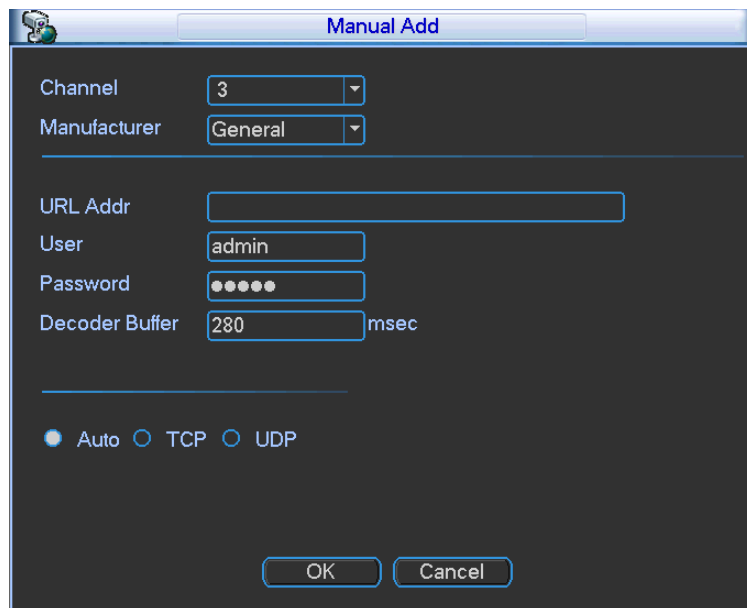 Manual Add
Channel 3
Manufacturer General
URL Addr
User admin
Password ●●●●●
Decoder Buffer 280 msec
Auto TCP UDP
OK Cancel